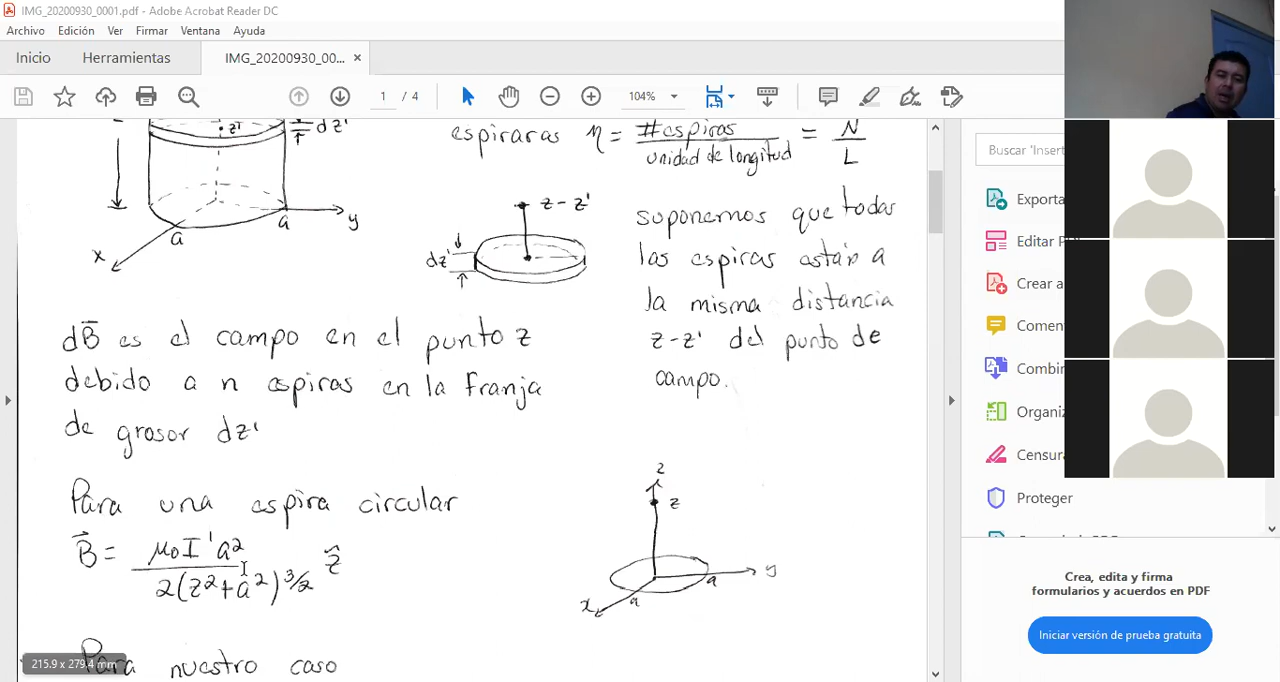 IMG_20200930_0001.pdf - Adobe Acrobat Reader DC
Archivo Edición Ver Firmar Ventana Ayuda
Inicio Herramientas IMG_20200930_00... ×
1 / 4 104%
z' dz'
espiraras η = #espiras / unidad de longitud = N / L
a a y
x
z-z'
dz'
suponemos que todas
las espiras están a
la misma distancia
z-z' del punto de
campo.
dB⃗ es el campo en el punto z
debido a n espiras en la franja
de grosor dz'
Para una espira circular
B⃗ = μ₀I'a² / 2(z²+a²)^3/2 ẑ
z
z
y
a
a
x
Para nuestro caso
215.9 x 279.4 mm
Buscar 'Insert
Exporta
Editar P
Crear a
Comen
Combin
Organiz
Censura
Proteger
Crea, edita y firma
formularios y acuerdos en PDF
Iniciar versión de prueba gratuita